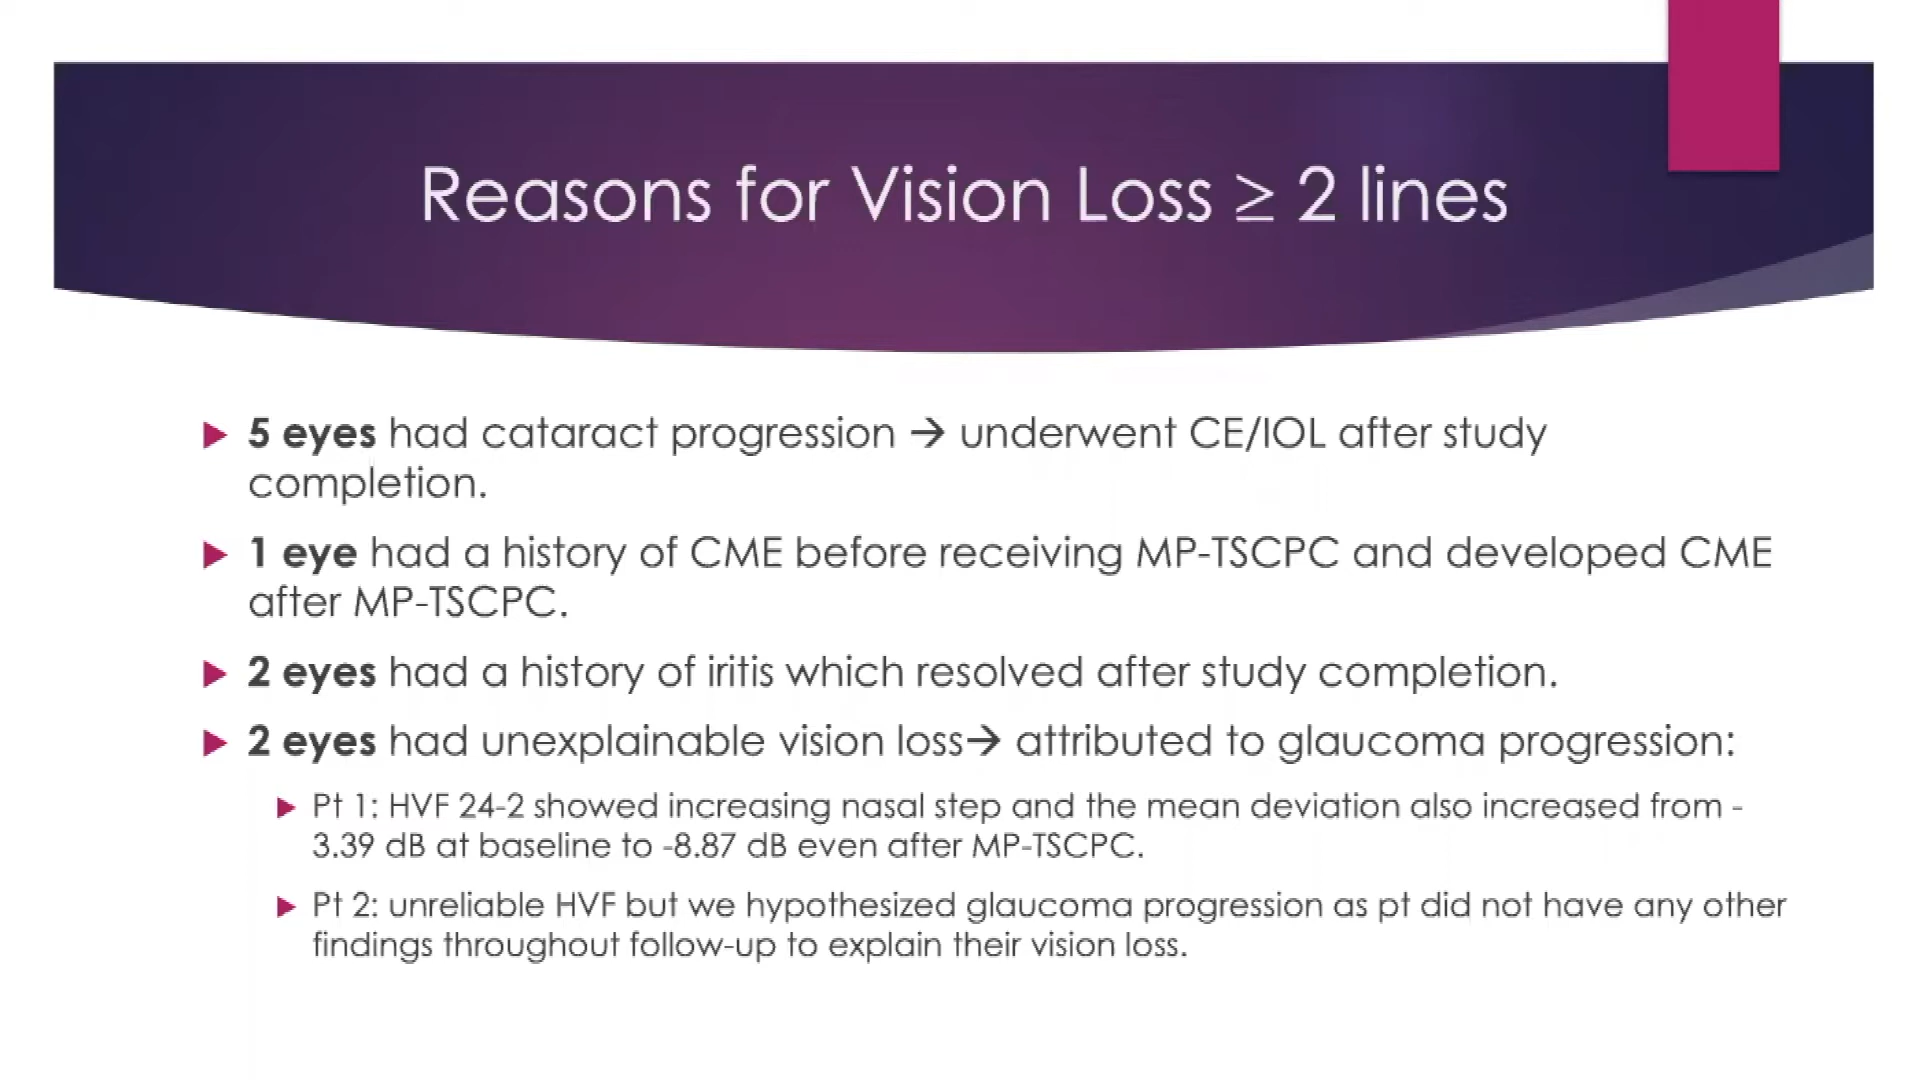 Reasons for Vision Loss ≥ 2 lines
5 eyes had cataract progression → underwent CE/IOL after study
completion.
1 eye had a history of CME before receiving MP-TSCPC and developed CME
after MP-TSCPC.
2 eyes had a history of iritis which resolved after study completion.
2 eyes had unexplainable vision loss→ attributed to glaucoma progression:
Pt 1: HVF 24-2 showed increasing nasal step and the mean deviation also increased from -
3.39 dB at baseline to -8.87 dB even after MP-TSCPC.
Pt 2: unreliable HVF but we hypothesized glaucoma progression as pt did not have any other
findings throughout follow-up to explain their vision loss.